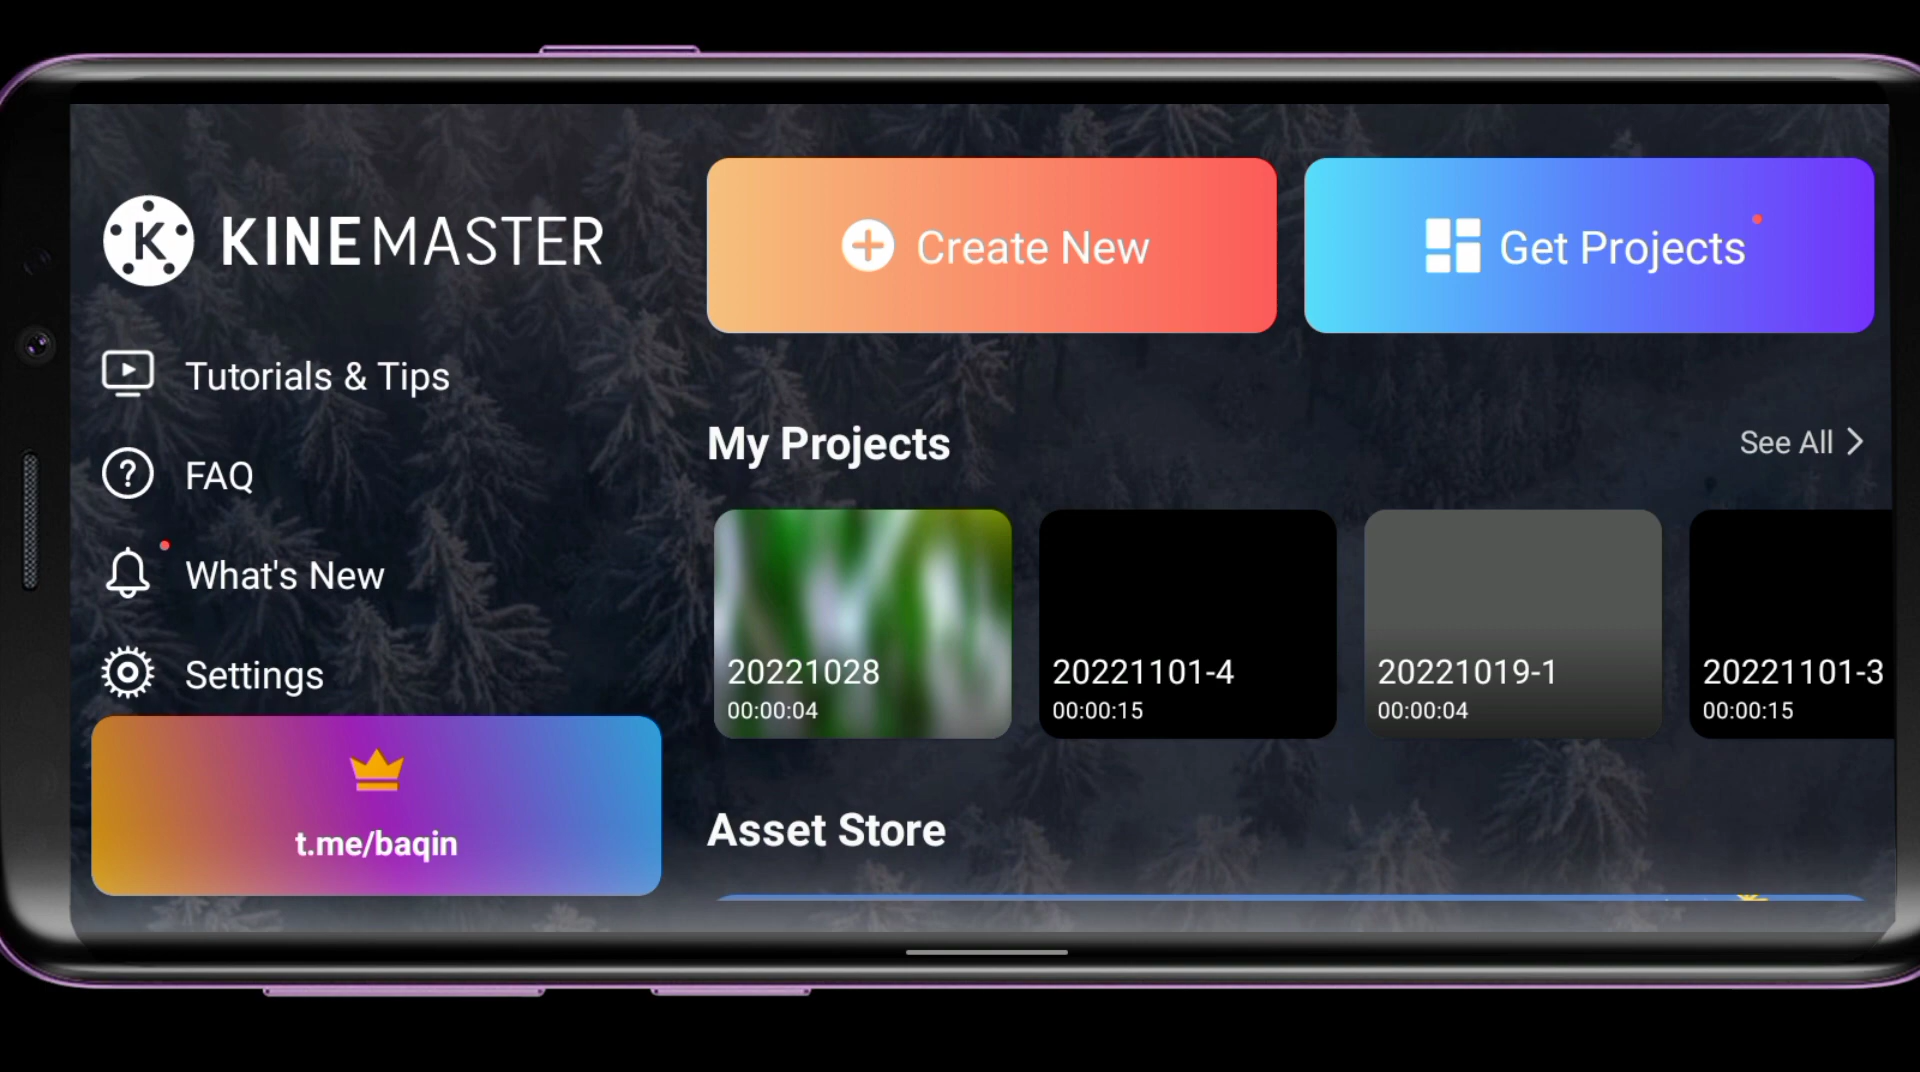 KINEMASTER
Tutorials & Tips
FAQ
What's New
Settings
t.me/baqin
Create New
Get Projects
My Projects
See All
20221028
00:00:04
20221101-4
00:00:15
20221019-1
00:00:04
20221101-3
00:00:15
Asset Store